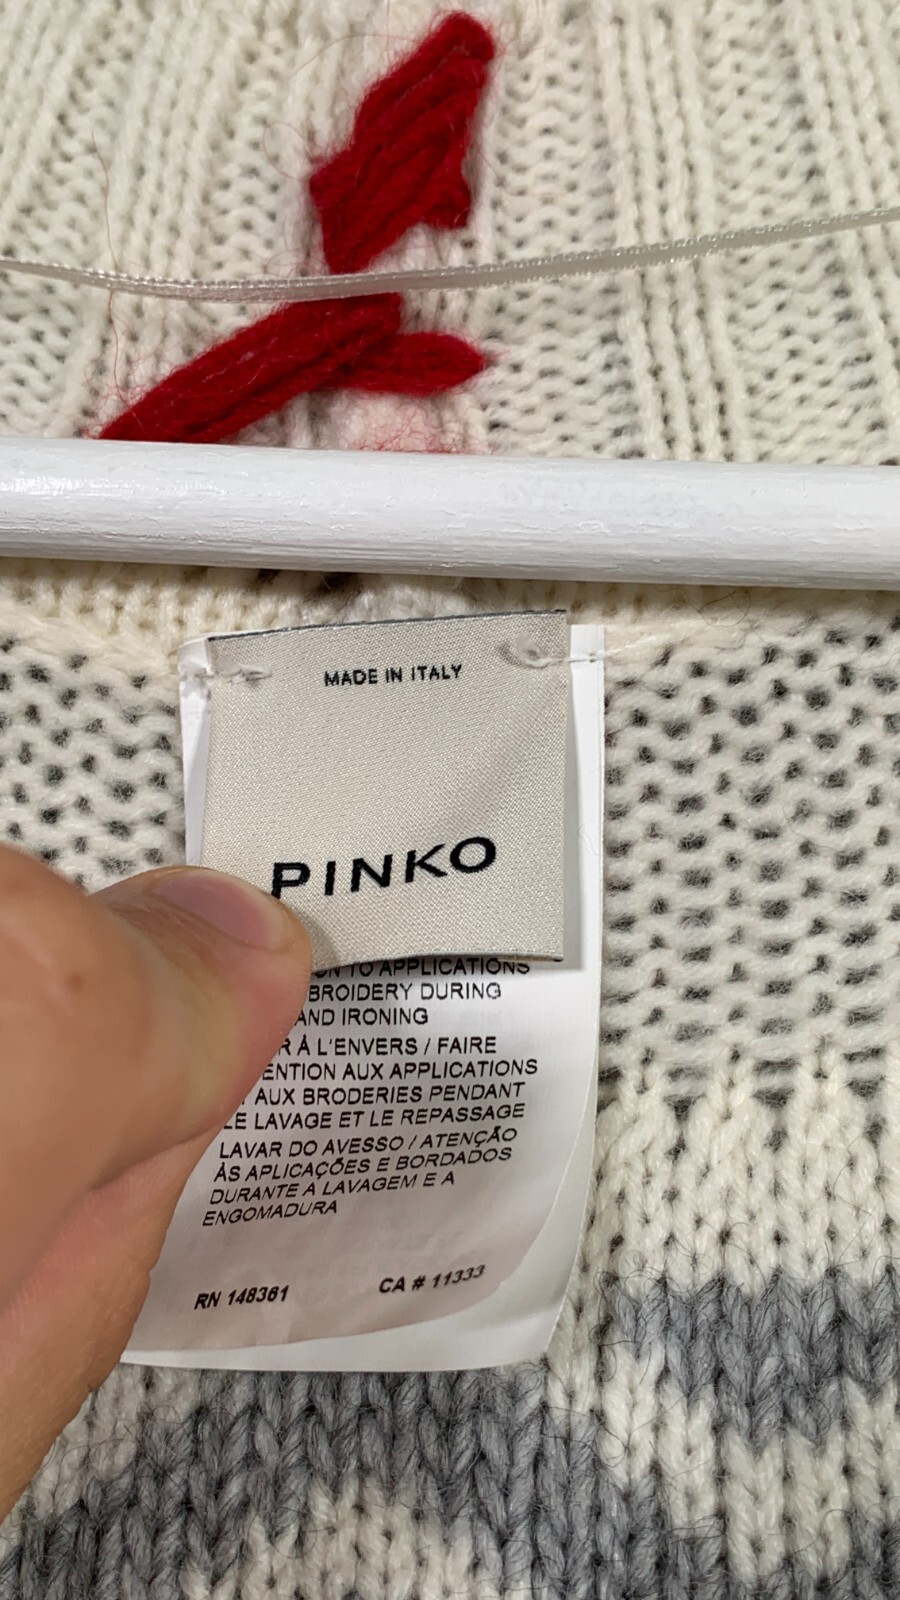 MADE IN ITALY
PINKO
TO APPLICATIONS
BROIDERY DURING
AND IRONING
R À L'ENVERS / FAIRE
ENTION AUX APPLICATIONS
AUX BRODERIES PENDANT
LE LAVAGE ET LE REPASSAGE
LAVAR DO AVESSO / ATENÇÃO
ÀS APLICAÇÕES E BORDADOS
DURANTE A LAVAGEM E A
ENGOMADURA
RN 148361 CA # 11333